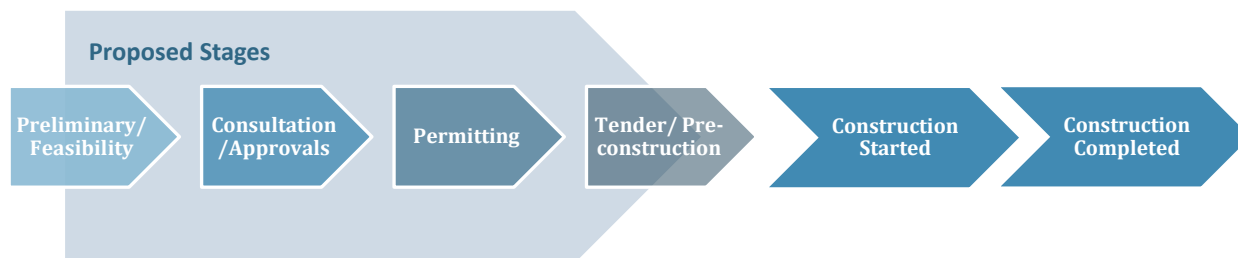 Proposed Stages
Preliminary/
Feasibility
Consultation
/Approvals
Permitting
Tender/ Pre-
construction
Construction
Started
Construction
Completed